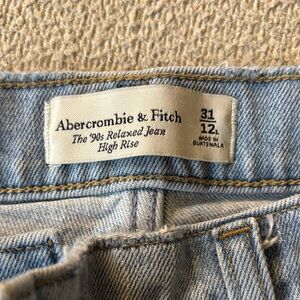 Abercrombie & Fitch
The '90s Relaxed Jean
High Rise
31
12L
MADE IN
GUATEMALA